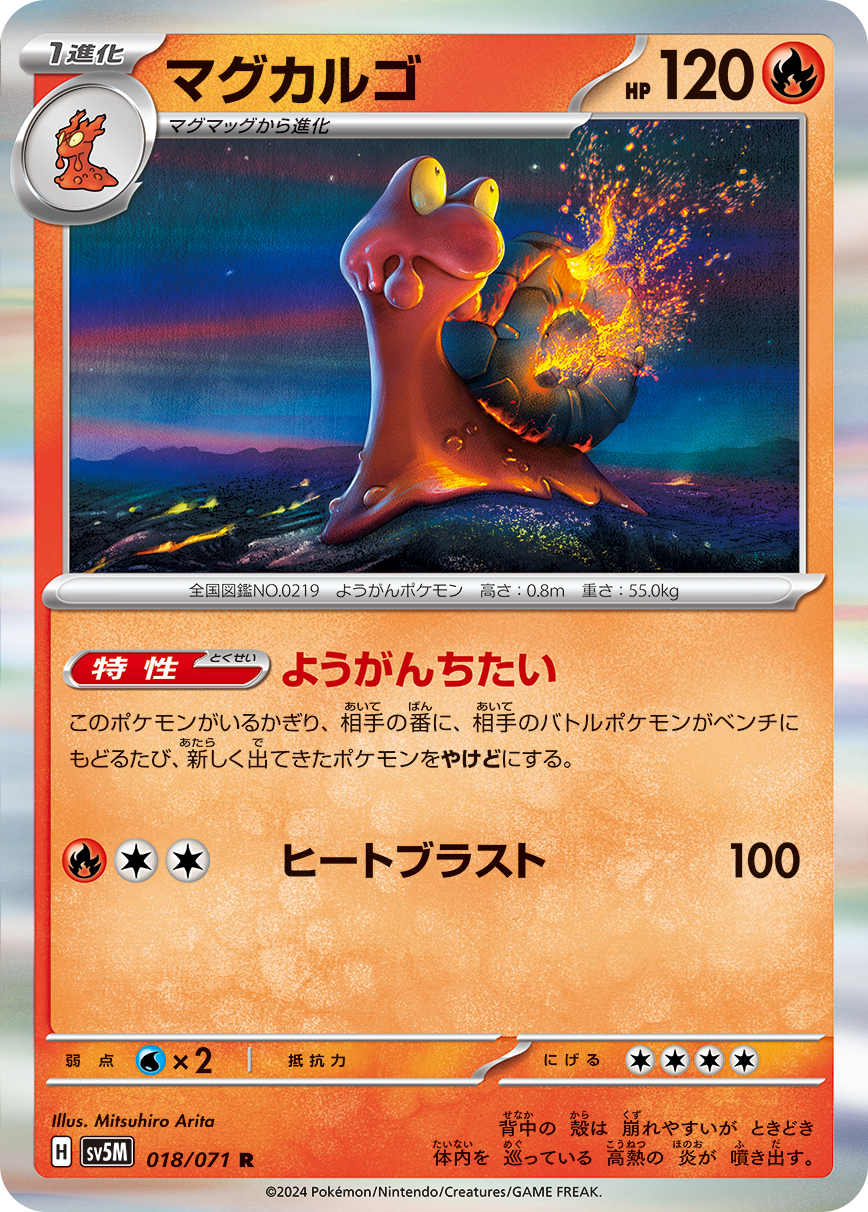 1進化
マグカルゴ
HP 120
マグマッグから進化
全国図鑑NO.0219 ようがんポケモン 高さ：0.8m 重さ：55.0kg
特性 とくせい ようがんちたい
このポケモンがいるかぎり、相手の番に、相手のバトルポケモンがベンチに
もどるたび、新しく出てきたポケモンをやけどにする。
ヒートブラスト 100
弱点 ×2 抵抗力 にげる
Illus. Mitsuhiro Arita
背中の 殻は 崩れやすいが ときどき
体内を 巡っている 高熱の 炎が 噴き出す。
H SV5M 018/071 R
©2024 Pokémon/Nintendo/Creatures/GAME FREAK.